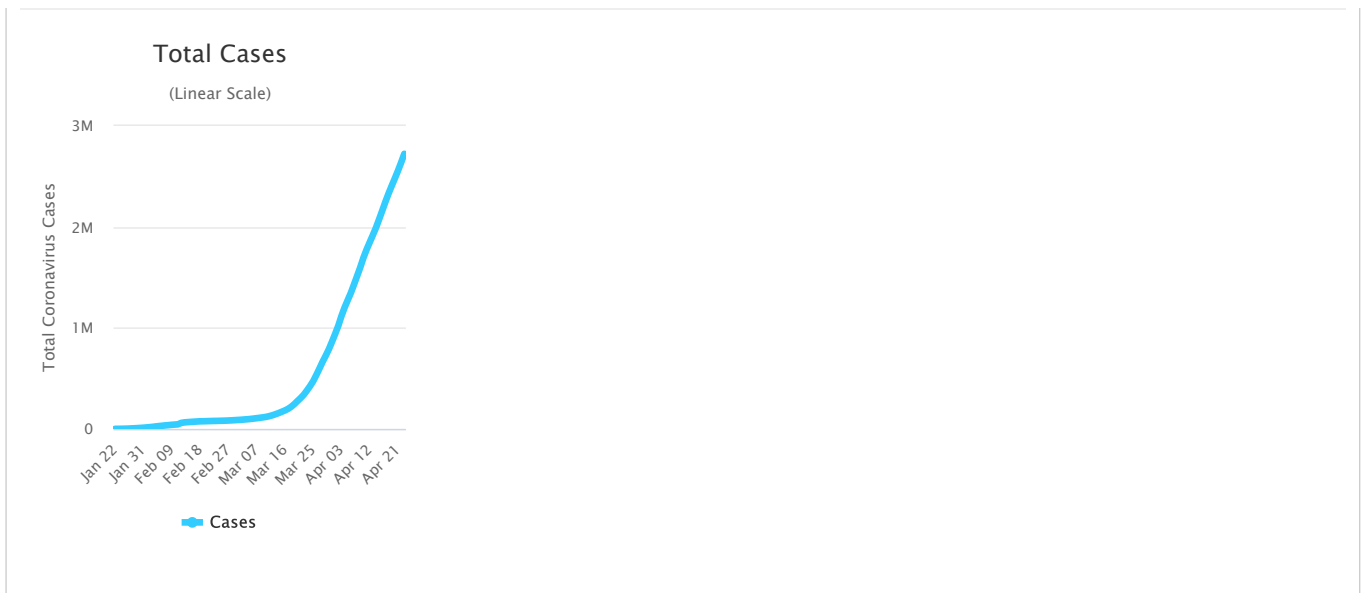 Total Cases
(Linear Scale)
Total Coronavirus Cases
3M
2M
1M
0
Jan 22
Jan 31
Feb 09
Feb 18
Feb 27
Mar 07
Mar 16
Mar 25
Apr 03
Apr 12
Apr 21
Cases